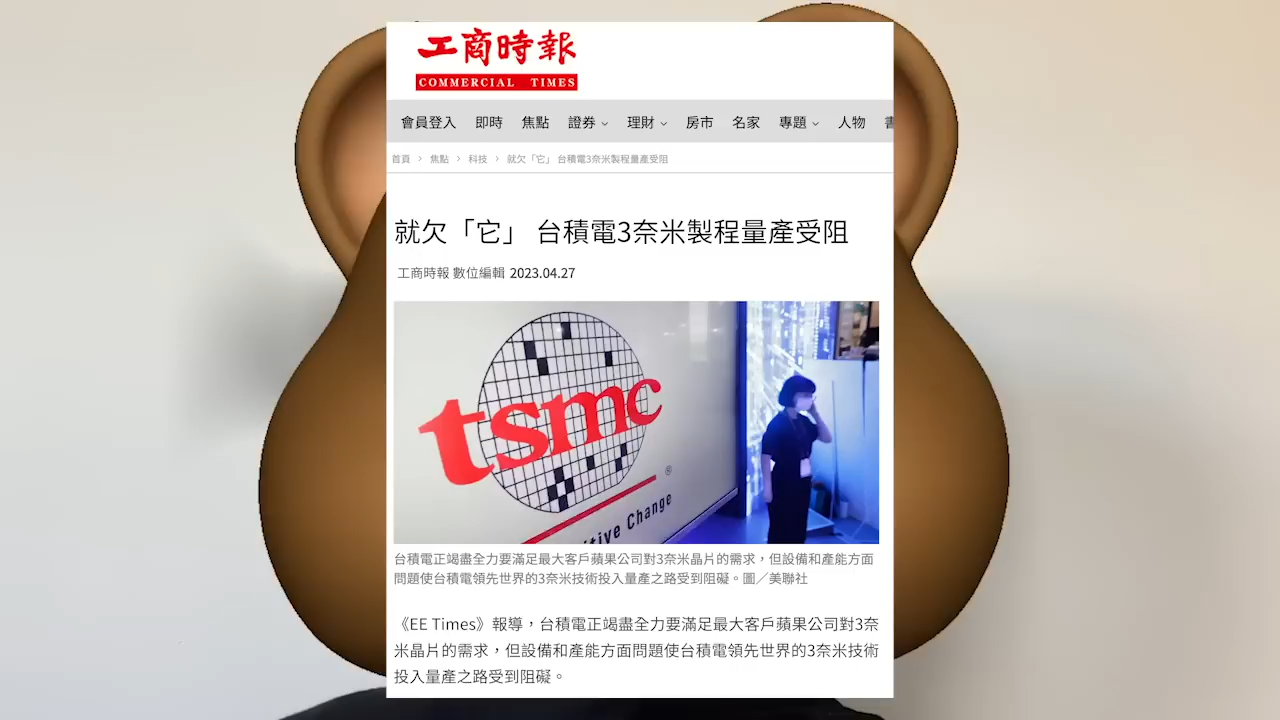 工商時報
COMMERCIAL TIMES
會員登入 即時 焦點 證券 理財 房市 名家 專題 人物
首頁 > 焦點 > 科技 > 就欠「它」 台積電3奈米製程量產受阻
就欠「它」 台積電3奈米製程量產受阻
工商時報 數位編輯 2023.04.27
tsmc
®
itive Change
台積電正竭盡全力要滿足最大客戶蘋果公司對3奈米晶片的需求,但設備和產能方面
問題使台積電領先世界的3奈米技術投入量產之路受到阻礙。圖╱美聯社
《EE Times》報導,台積電正竭盡全力要滿足最大客戶蘋果公司對3奈
米晶片的需求,但設備和產能方面問題使台積電領先世界的3奈米技術
投入量產之路受到阻礙。